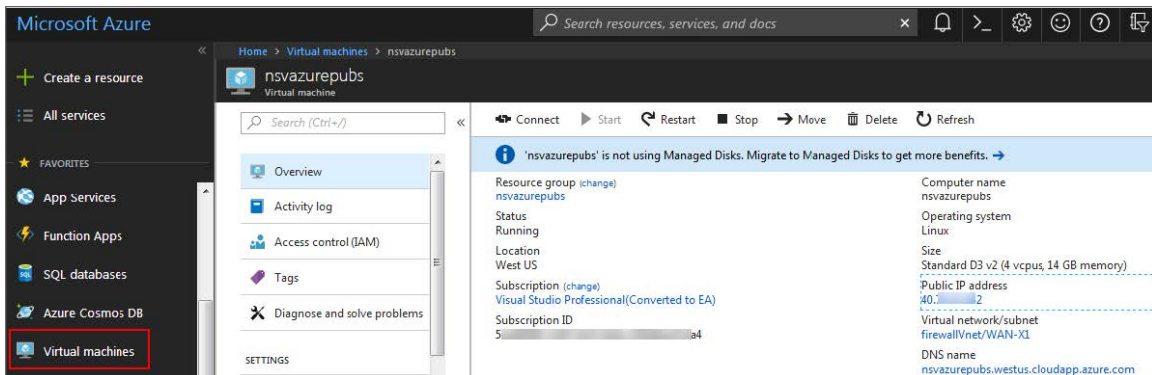 Microsoft Azure
Search resources, services, and docs
Home > Virtual machines > nsvazurepubs
nsvazurepubs
Virtual machine
Create a resource
All services
FAVORITES
App Services
Function Apps
SQL databases
Azure Cosmos DB
Virtual machines
Search (Ctrl+/)
Overview
Activity log
Access control (IAM)
Tags
Diagnose and solve problems
SETTINGS
Connect Start Restart Stop Move Delete Refresh
'nsvazurepubs' is not using Managed Disks. Migrate to Managed Disks to get more benefits. →
Resource group (change)
nsvazurepubs
Status
Running
Location
West US
Subscription (change)
Visual Studio Professional(Converted to EA)
Subscription ID
5 a4
Computer name
nsvazurepubs
Operating system
Linux
Size
Standard D3 v2 (4 vcpus, 14 GB memory)
Public IP address
40. 2
Virtual network/subnet
firewallVnet/WAN-X1
DNS name
nsvazurepubs.westus.cloudapp.azure.com